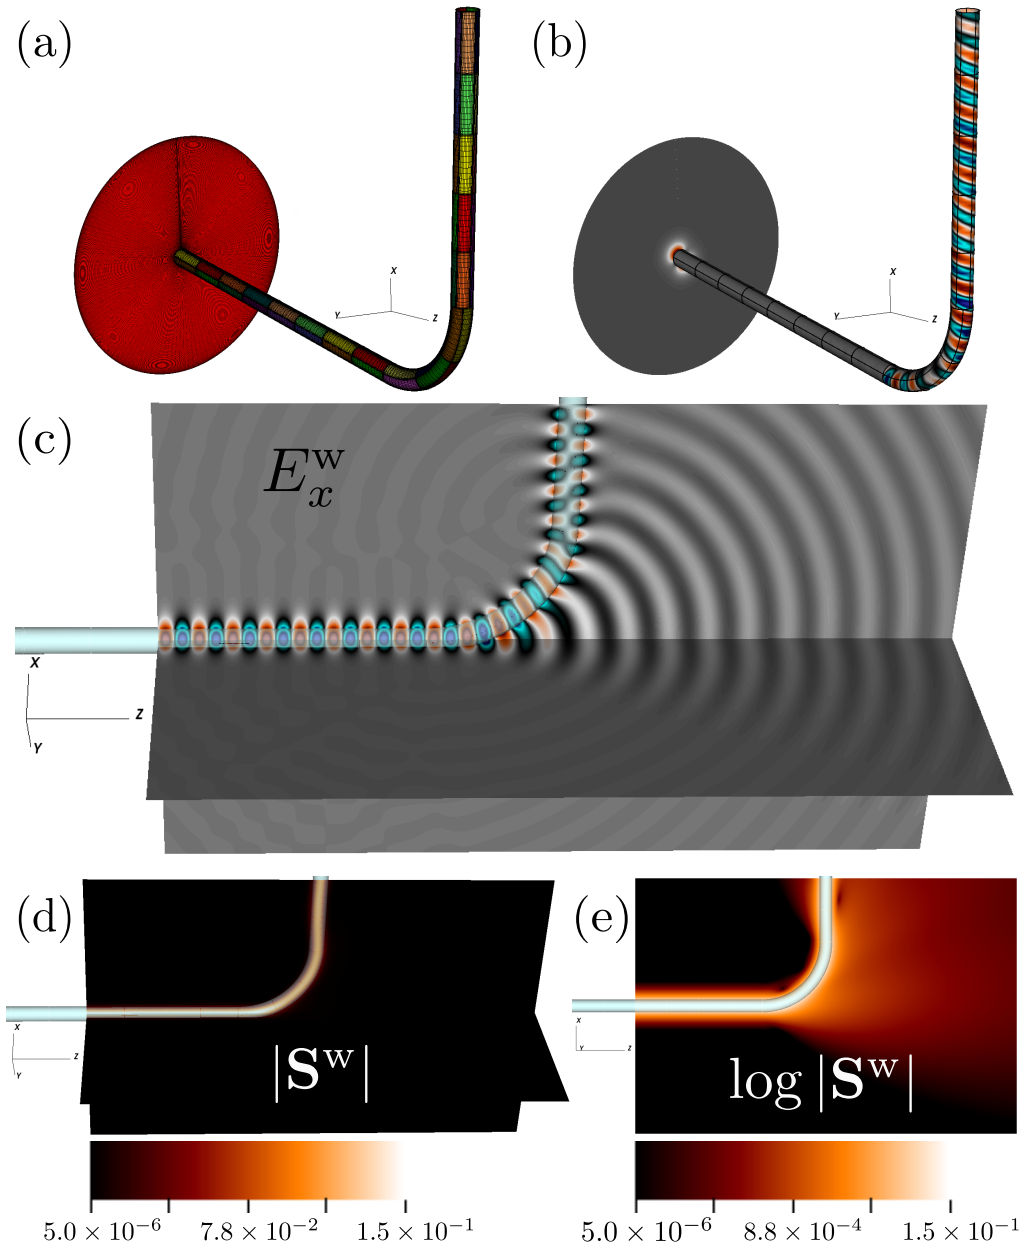 (a)
(b)
X
Y
Z
X
Y
Z
(c)
E_x^w
X
Z
Y
(d)
(e)
X
Z
Y
X
Y
Z
|S^w|
log |S^w|
5.0 × 10^-6
7.8 × 10^-2
1.5 × 10^-1
5.0 × 10^-6
8.8 × 10^-4
1.5 × 10^-1